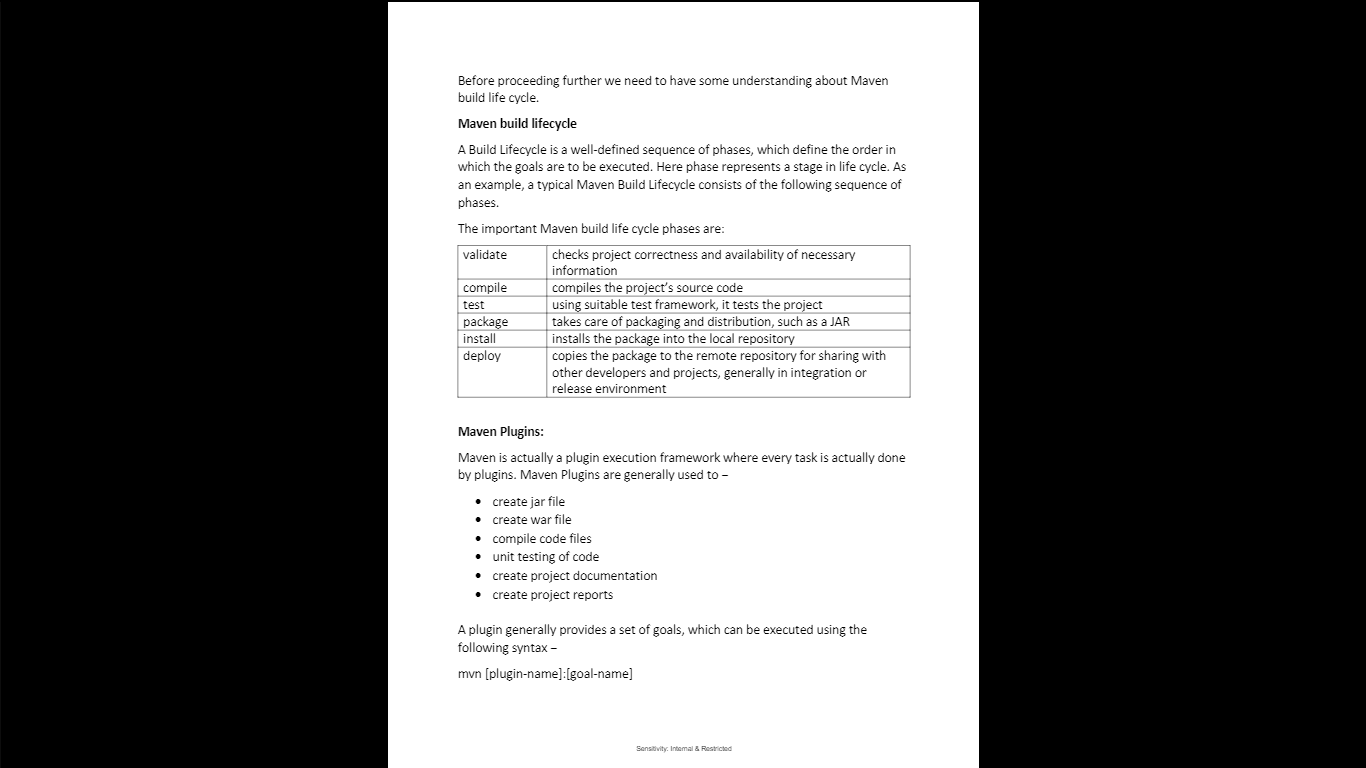 Before proceeding further we need to have some understanding about Maven
build life cycle.
Maven build lifecycle
A Build Lifecycle is a well-defined sequence of phases, which define the order in
which the goals are to be executed. Here phase represents a stage in life cycle. As
an example, a typical Maven Build Lifecycle consists of the following sequence of
phases.
The important Maven build life cycle phases are:
validate checks project correctness and availability of necessary
information
compile compiles the project's source code
test using suitable test framework, it tests the project
package takes care of packaging and distribution, such as a JAR
install installs the package into the local repository
deploy copies the package to the remote repository for sharing with
other developers and projects, generally in integration or
release environment
Maven Plugins:
Maven is actually a plugin execution framework where every task is actually done
by plugins. Maven Plugins are generally used to –
• create jar file
• create war file
• compile code files
• unit testing of code
• create project documentation
• create project reports
A plugin generally provides a set of goals, which can be executed using the
following syntax –
mvn [plugin-name]:[goal-name]
Sensitivity: Internal & Restricted